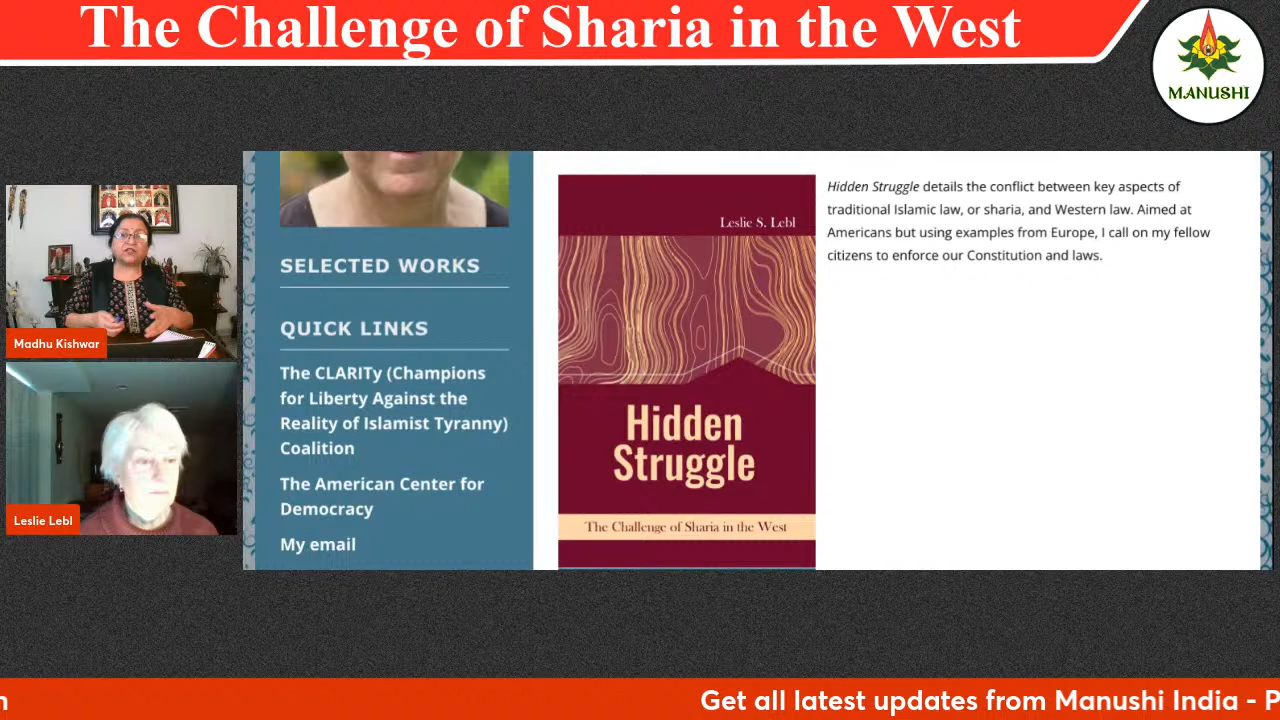 The Challenge of Sharia in the West
MANUSHI
Madhu Kishwar
Leslie Lebl
SELECTED WORKS
QUICK LINKS
The CLARITy (Champions
for Liberty Against the
Reality of Islamist Tyranny)
Coalition
The American Center for
Democracy
My email
Leslie S. Lebl
Hidden
Struggle
The Challenge of Sharia in the West
Hidden Struggle details the conflict between key aspects of
traditional Islamic law, or sharia, and Western law. Aimed at
Americans but using examples from Europe, I call on my fellow
citizens to enforce our Constitution and laws.
Get all latest updates from Manushi India -